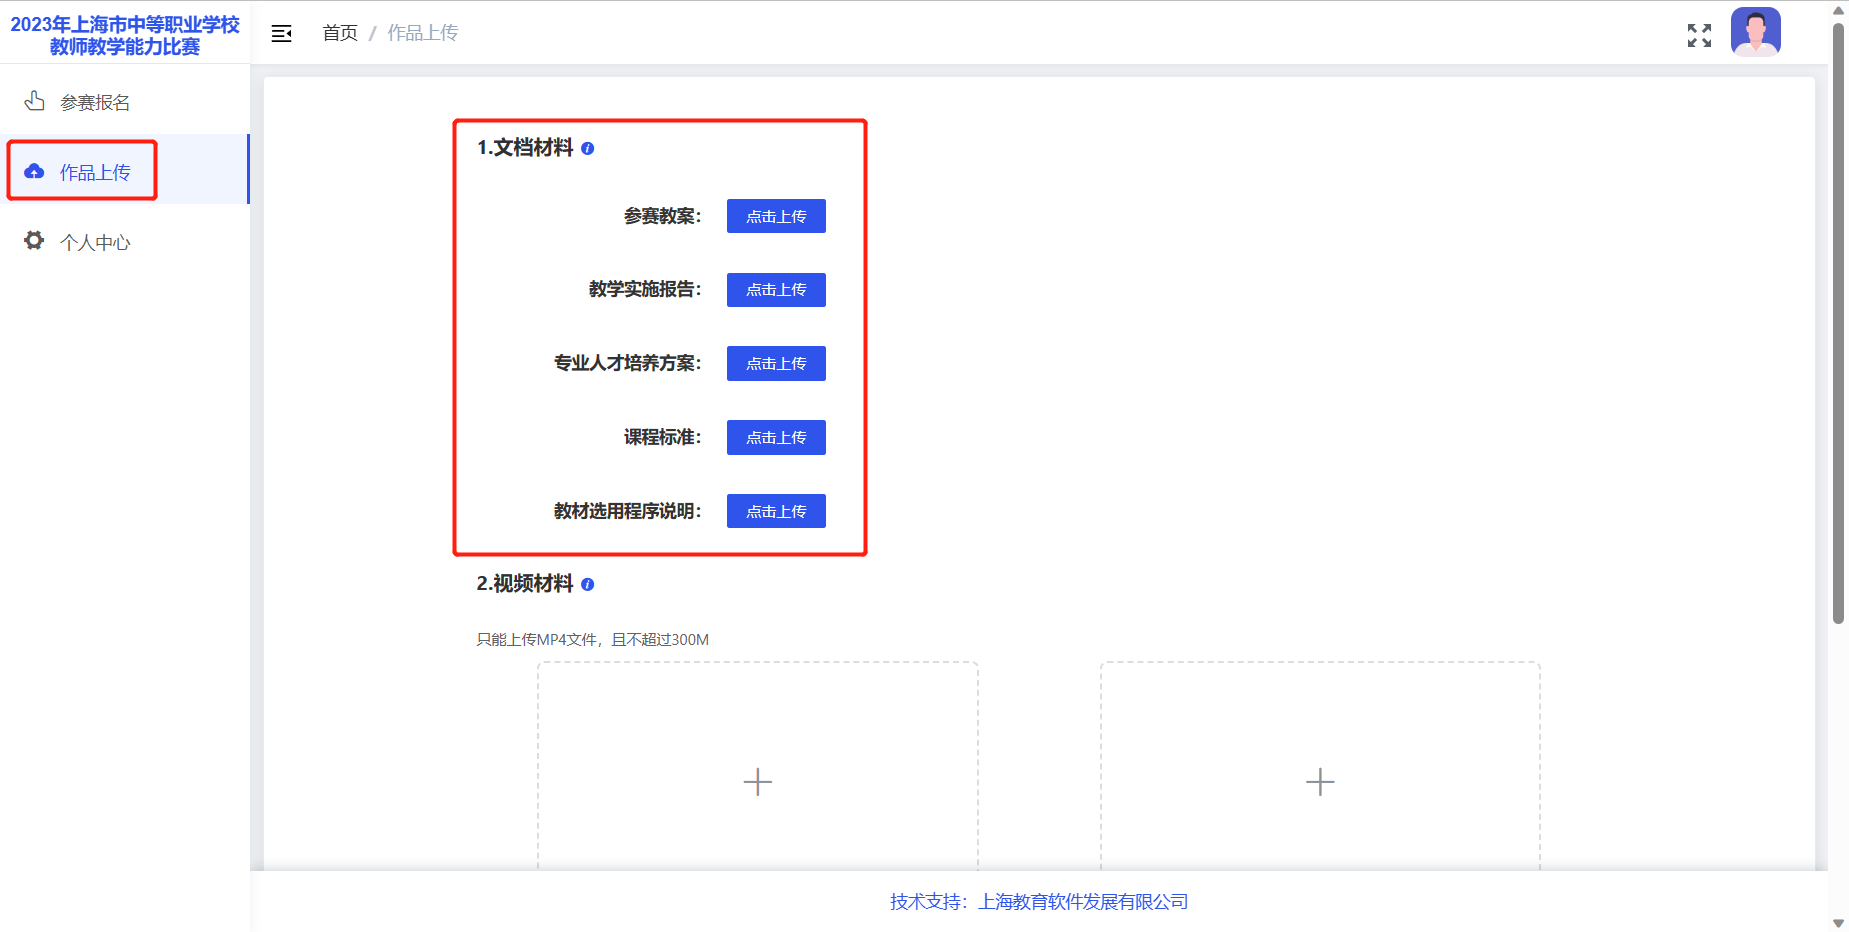 2023年上海市中等职业学校
教师教学能力比赛
首页 / 作品上传
参赛报名
作品上传
个人中心
1.文档材料
参赛教案： 点击上传
教学实施报告： 点击上传
专业人才培养方案： 点击上传
课程标准： 点击上传
教材选用程序说明： 点击上传
2.视频材料
只能上传MP4文件，且不超过300M
技术支持：上海教育软件发展有限公司